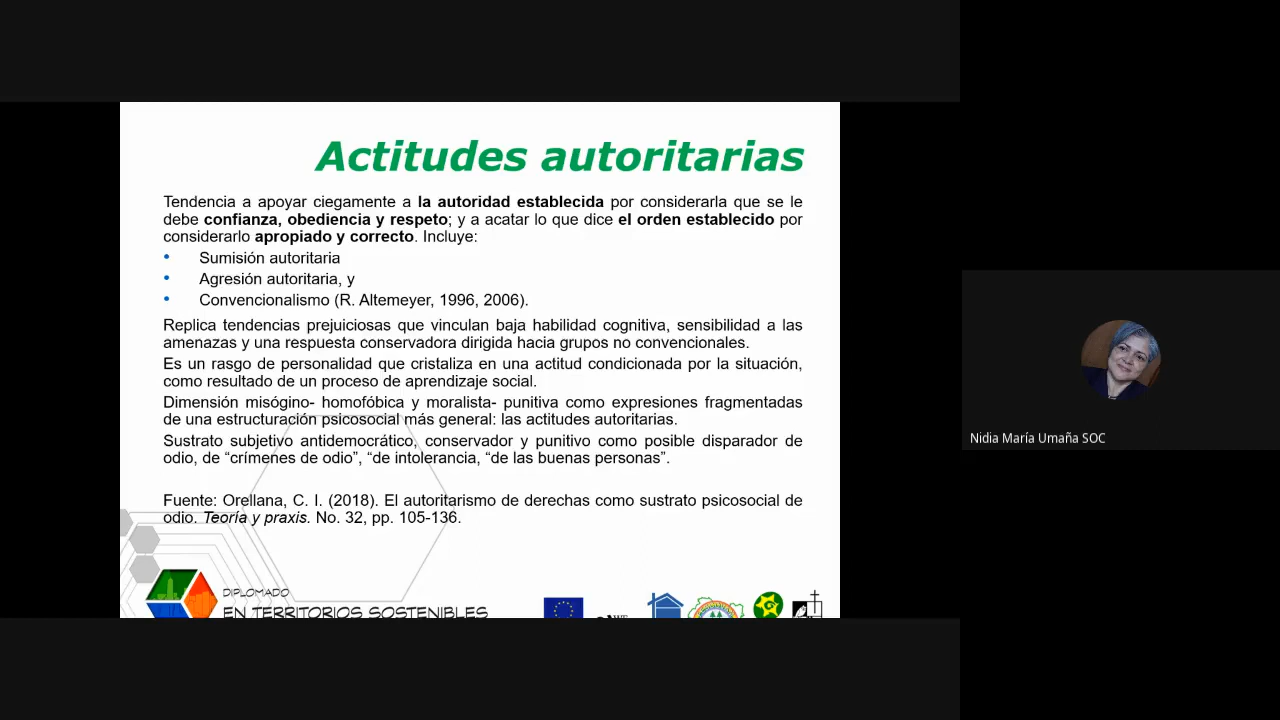 Actitudes autoritarias
Tendencia a apoyar ciegamente a la autoridad establecida por considerarla que se le
debe confianza, obediencia y respeto; y a acatar lo que dice el orden establecido por
considerarlo apropiado y correcto. Incluye:
• Sumisión autoritaria
• Agresión autoritaria, y
• Convencionalismo (R. Altemeyer, 1996, 2006).
Replica tendencias prejuiciosas que vinculan baja habilidad cognitiva, sensibilidad a las
amenazas y una respuesta conservadora dirigida hacia grupos no convencionales.
Es un rasgo de personalidad que cristaliza en una actitud condicionada por la situación,
como resultado de un proceso de aprendizaje social.
Dimensión misógino- homofóbica y moralista- punitiva como expresiones fragmentadas
de una estructuración psicosocial más general: las actitudes autoritarias.
Sustrato subjetivo antidemocrático, conservador y punitivo como posible disparador de
odio, de “crímenes de odio”, “de intolerancia, “de las buenas personas”.
Fuente: Orellana, C. I. (2018). El autoritarismo de derechas como sustrato psicosocial de
odio. Teoría y praxis. No. 32, pp. 105-136.
DIPLOMADO
EN TERRITORIOS SOSTENIBLES
Nidia María Umaña SOC